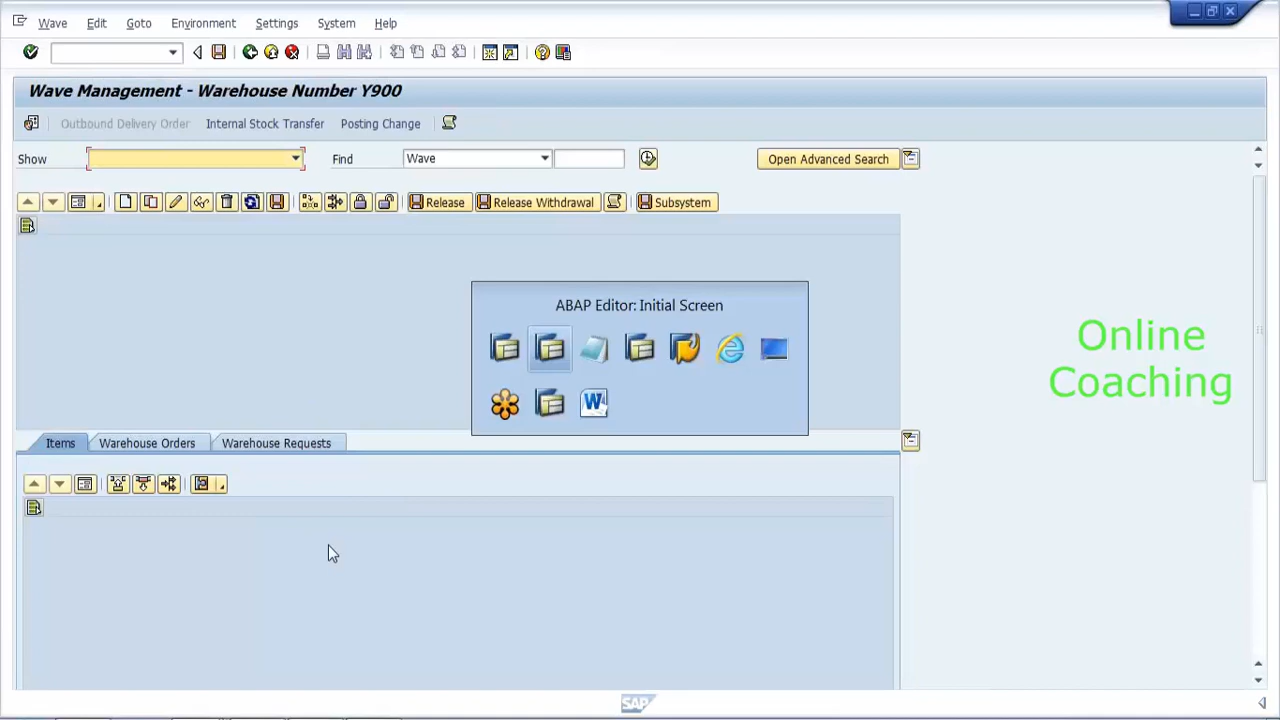 Wave Edit Goto Environment Settings System Help
Wave Management - Warehouse Number Y900
Outbound Delivery Order Internal Stock Transfer Posting Change
Show Find Wave Open Advanced Search
Release Release Withdrawal Subsystem
ABAP Editor: Initial Screen
Online
Coaching
W
Items Warehouse Orders Warehouse Requests
SAP